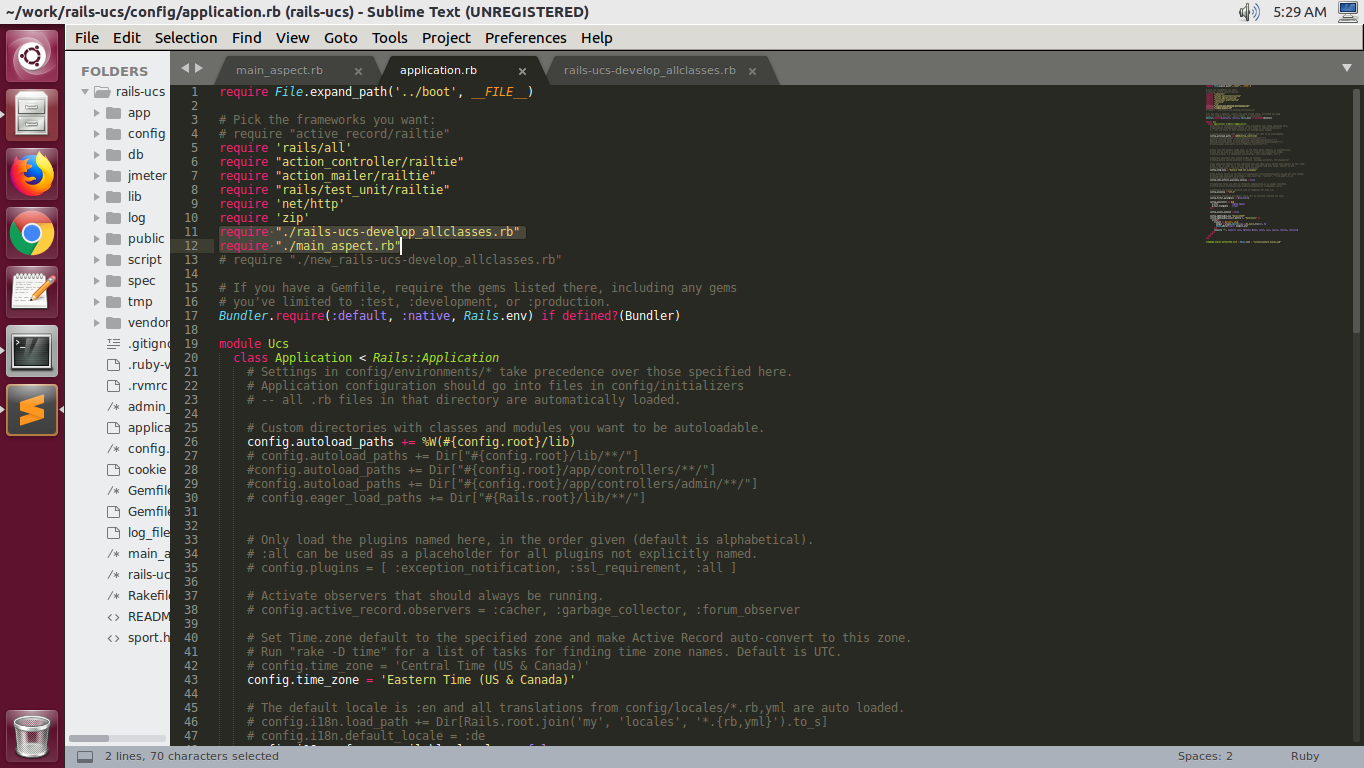 ~/work/rails-ucs/config/application.rb (rails-ucs) - Sublime Text (UNREGISTERED)
5:29 AM
File Edit Selection Find View Goto Tools Project Preferences Help
FOLDERS
rails-ucs
app
config
db
jmeter
lib
log
public
script
spec
tmp
vendor
.gitigno
.ruby-v
.rvmrc
admin_
applica
config.
cookie
Gemfile
Gemfile
log_file
main_a
rails-uc
Rakefil
READM
sport.h
main_aspect.rb
application.rb
rails-ucs-develop_allclasses.rb
1 require File.expand_path('../boot', __FILE__)
2
3 # Pick the frameworks you want:
4 # require "active_record/railtie"
5 require 'rails/all'
6 require "action_controller/railtie"
7 require "action_mailer/railtie"
8 require "rails/test_unit/railtie"
9 require 'net/http'
10 require 'zip'
11 require "./rails-ucs-develop_allclasses.rb"
12 require "./main_aspect.rb"
13 # require "./new_rails-ucs-develop_allclasses.rb"
14
15 # If you have a Gemfile, require the gems listed there, including any gems
16 # you've limited to :test, :development, or :production.
17 Bundler.require(:default, :native, Rails.env) if defined?(Bundler)
18
19 module Ucs
20 class Application < Rails::Application
21 # Settings in config/environments/* take precedence over those specified here.
22 # Application configuration should go into files in config/initializers
23 # -- all .rb files in that directory are automatically loaded.
24
25 # Custom directories with classes and modules you want to be autoloadable.
26 config.autoload_paths += %W(#{config.root}/lib)
27 # config.autoload_paths += Dir["#{config.root}/lib/**/"]
28 #config.autoload_paths += Dir["#{config.root}/app/controllers/**/"]
29 #config.autoload_paths += Dir["#{config.root}/app/controllers/admin/**/"]
30 # config.eager_load_paths += Dir["#{Rails.root}/lib/**/"]
31
32
33 # Only load the plugins named here, in the order given (default is alphabetical).
34 # :all can be used as a placeholder for all plugins not explicitly named.
35 # config.plugins = [ :exception_notification, :ssl_requirement, :all ]
36
37 # Activate observers that should always be running.
38 # config.active_record.observers = :cacher, :garbage_collector, :forum_observer
39
40 # Set Time.zone default to the specified zone and make Active Record auto-convert to this zone.
41 # Run "rake -D time" for a list of tasks for finding time zone names. Default is UTC.
42 # config.time_zone = 'Central Time (US & Canada)'
43 config.time_zone = 'Eastern Time (US & Canada)'
44
45 # The default locale is :en and all translations from config/locales/*.rb,yml are auto loaded.
46 # config.i18n.load_path += Dir[Rails.root.join('my', 'locales', '*.{rb,yml}').to_s]
47 # config.i18n.default_locale = :de
2 lines, 70 characters selected
Spaces: 2
Ruby